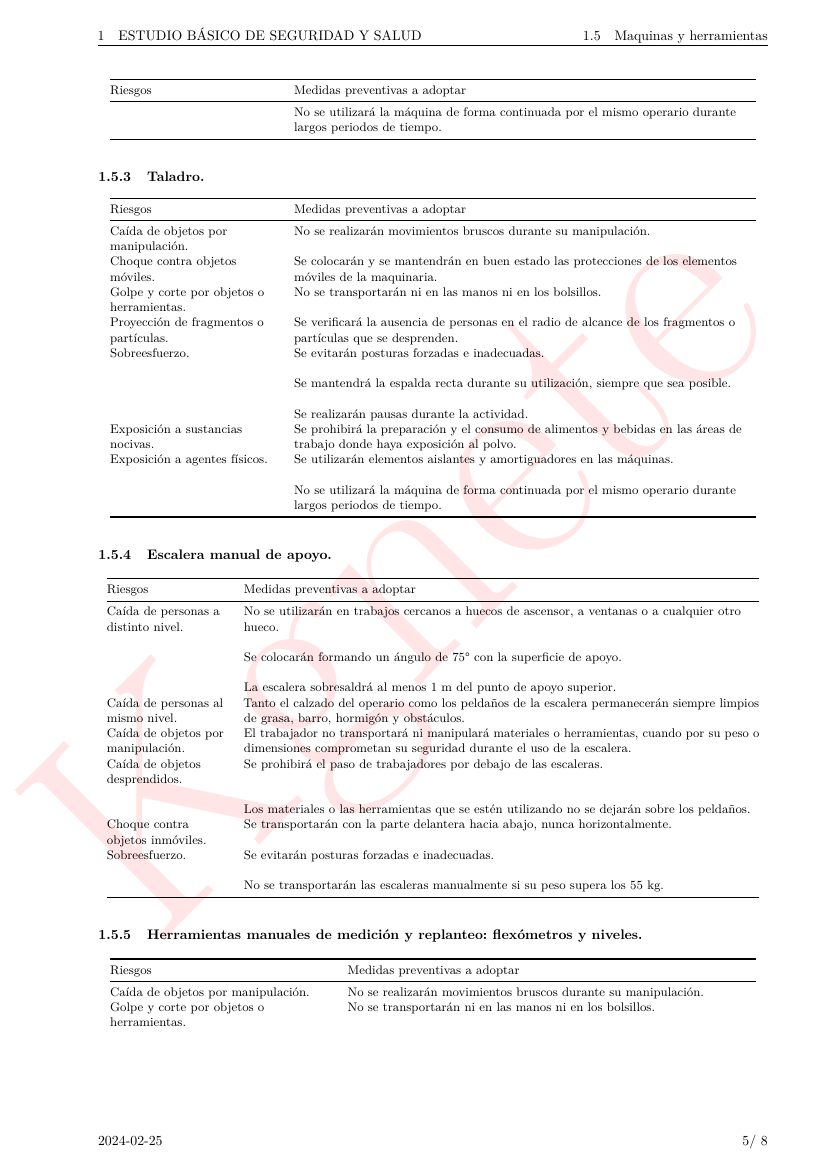 1 ESTUDIO BÁSICO DE SEGURIDAD Y SALUD 1.5 Maquinas y herramientas
Riesgos Medidas preventivas a adoptar
No se utilizará la máquina de forma continuada por el mismo operario durante
largos periodos de tiempo.
1.5.3 Taladro.
Riesgos Medidas preventivas a adoptar
Caída de objetos por No se realizarán movimientos bruscos durante su manipulación.
manipulación.
Choque contra objetos Se colocarán y se mantendrán en buen estado las protecciones de los elementos
móviles. móviles de la maquinaria.
Golpe y corte por objetos o No se transportarán ni en las manos ni en los bolsillos.
herramientas.
Proyección de fragmentos o Se verificará la ausencia de personas en el radio de alcance de los fragmentos o
partículas. partículas que se desprenden.
Sobreesfuerzo. Se evitarán posturas forzadas e inadecuadas.
Se mantendrá la espalda recta durante su utilización, siempre que sea posible.
Se realizarán pausas durante la actividad.
Exposición a sustancias Se prohibirá la preparación y el consumo de alimentos y bebidas en las áreas de
nocivas. trabajo donde haya exposición al polvo.
Exposición a agentes físicos. Se utilizarán elementos aislantes y amortiguadores en las máquinas.
No se utilizará la máquina de forma continuada por el mismo operario durante
largos periodos de tiempo.
1.5.4 Escalera manual de apoyo.
Riesgos Medidas preventivas a adoptar
Caída de personas a No se utilizarán en trabajos cercanos a huecos de ascensor, a ventanas o a cualquier otro
distinto nivel. hueco.
Se colocarán formando un ángulo de 75° con la superficie de apoyo.
La escalera sobresaldrá al menos 1 m del punto de apoyo superior.
Caída de personas al Tanto el calzado del operario como los peldaños de la escalera permanecerán siempre limpios
mismo nivel. de grasa, barro, hormigón y obstáculos.
Caída de objetos por El trabajador no transportará ni manipulará materiales o herramientas, cuando por su peso o
manipulación. dimensiones comprometan su seguridad durante el uso de la escalera.
Caída de objetos Se prohibirá el paso de trabajadores por debajo de las escaleras.
desprendidos.
Los materiales o las herramientas que se estén utilizando no se dejarán sobre los peldaños.
Choque contra Se transportarán con la parte delantera hacia abajo, nunca horizontalmente.
objetos inmóviles.
Sobreesfuerzo. Se evitarán posturas forzadas e inadecuadas.
No se transportarán las escaleras manualmente si su peso supera los 55 kg.
1.5.5 Herramientas manuales de medición y replanteo: flexómetros y niveles.
Riesgos Medidas preventivas a adoptar
Caída de objetos por manipulación. No se realizarán movimientos bruscos durante su manipulación.
Golpe y corte por objetos o No se transportarán ni en las manos ni en los bolsillos.
herramientas.
2024-02-25 5/ 8
Kgnete